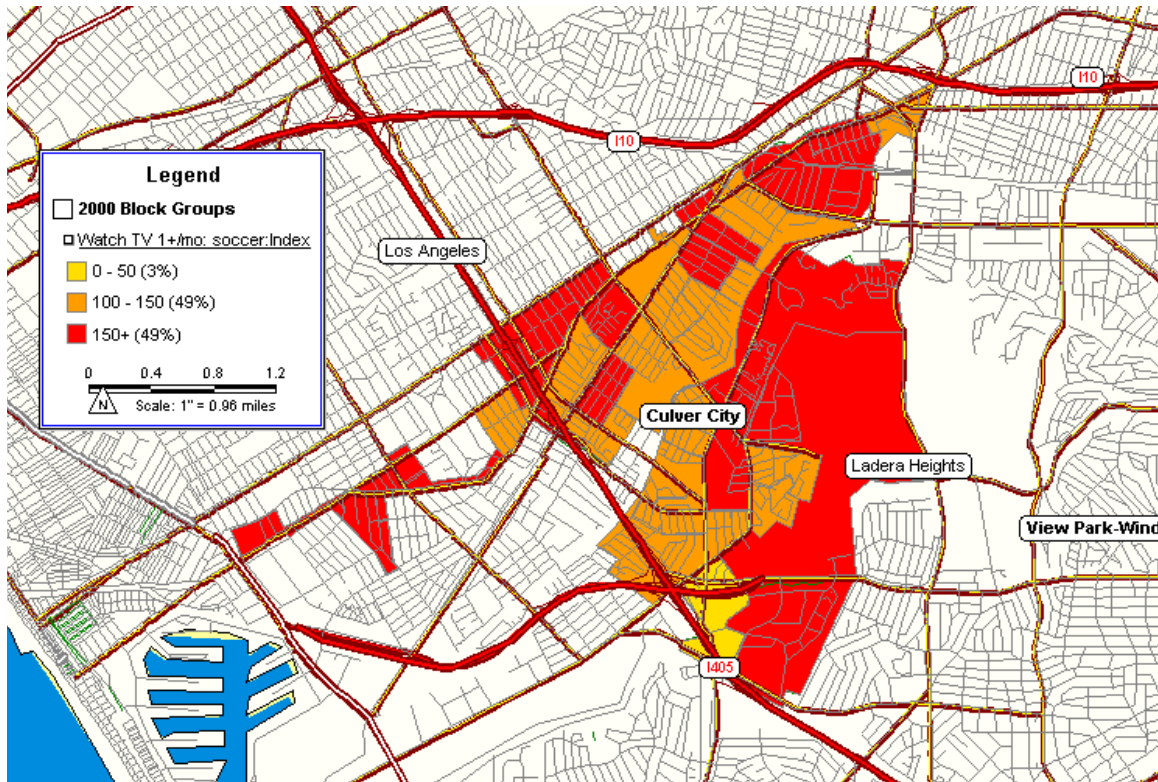 I10
I10
Legend
2000 Block Groups
Watch TV 1+/mo: soccer:Index
0 - 50 (3%)
100 - 150 (49%)
150+ (49%)
0 0.4 0.8 1.2
N
Scale: 1" = 0.96 miles
Los Angeles
Culver City
Ladera Heights
View Park-Wind
I405